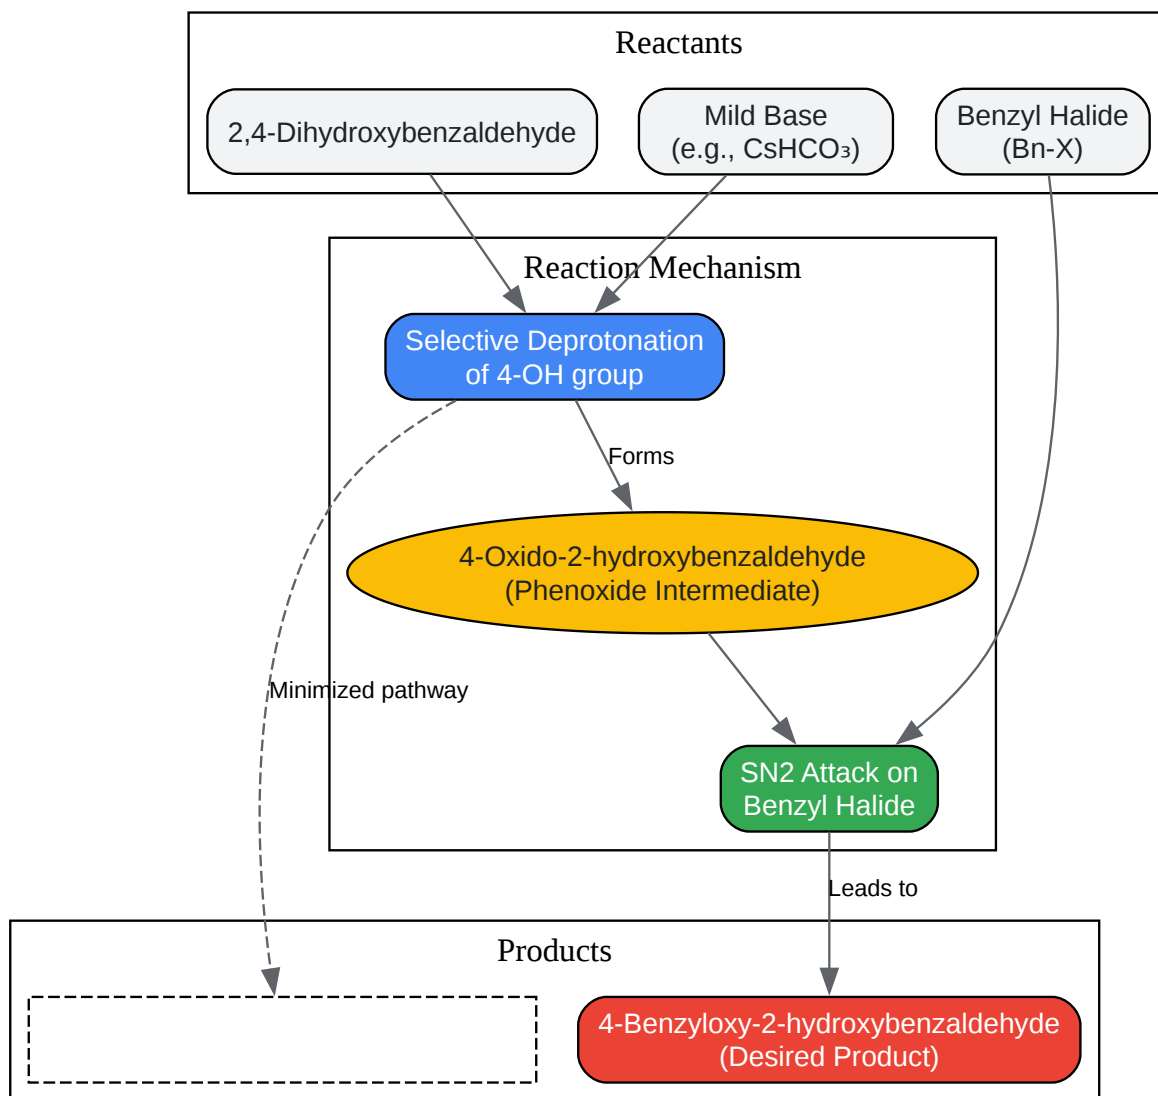 Reactants
2,4-Dihydroxybenzaldehyde
Mild Base
(e.g., CsHCO₃)
Benzyl Halide
(Bn-X)
Reaction Mechanism
Selective Deprotonation
of 4-OH group
Forms
4-Oxido-2-hydroxybenzaldehyde
(Phenoxide Intermediate)
Minimized pathway
SN2 Attack on
Benzyl Halide
Leads to
Products
4-Benzyloxy-2-hydroxybenzaldehyde
(Desired Product)